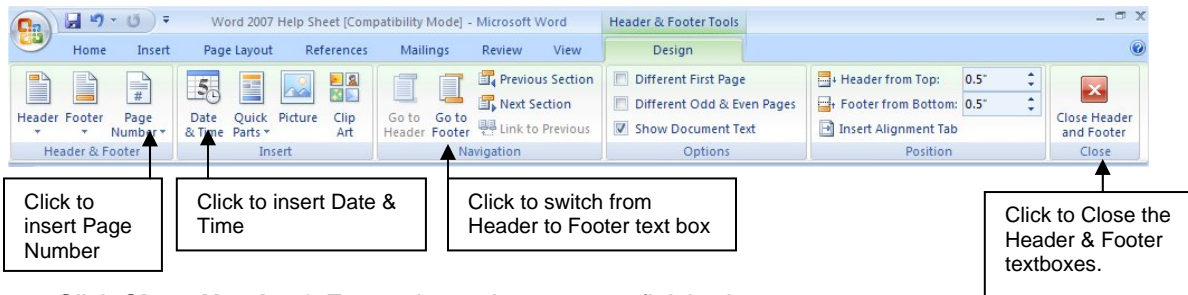 Word 2007 Help Sheet [Compatibility Mode] - Microsoft Word
Header & Footer Tools
Home Insert Page Layout References Mailings Review View Design
Header Footer Page Number
Header & Footer
Date & Time Quick Parts Picture Clip Art
Insert
Go to Header Go to Footer
Previous Section
Next Section
Link to Previous
Navigation
Different First Page
Different Odd & Even Pages
Show Document Text
Options
Header from Top: 0.5"
Footer from Bottom: 0.5"
Insert Alignment Tab
Position
Close Header and Footer
Close
Click to
insert Page
Number
Click to insert Date &
Time
Click to switch from
Header to Footer text box
Click to Close the
Header & Footer
textboxes.